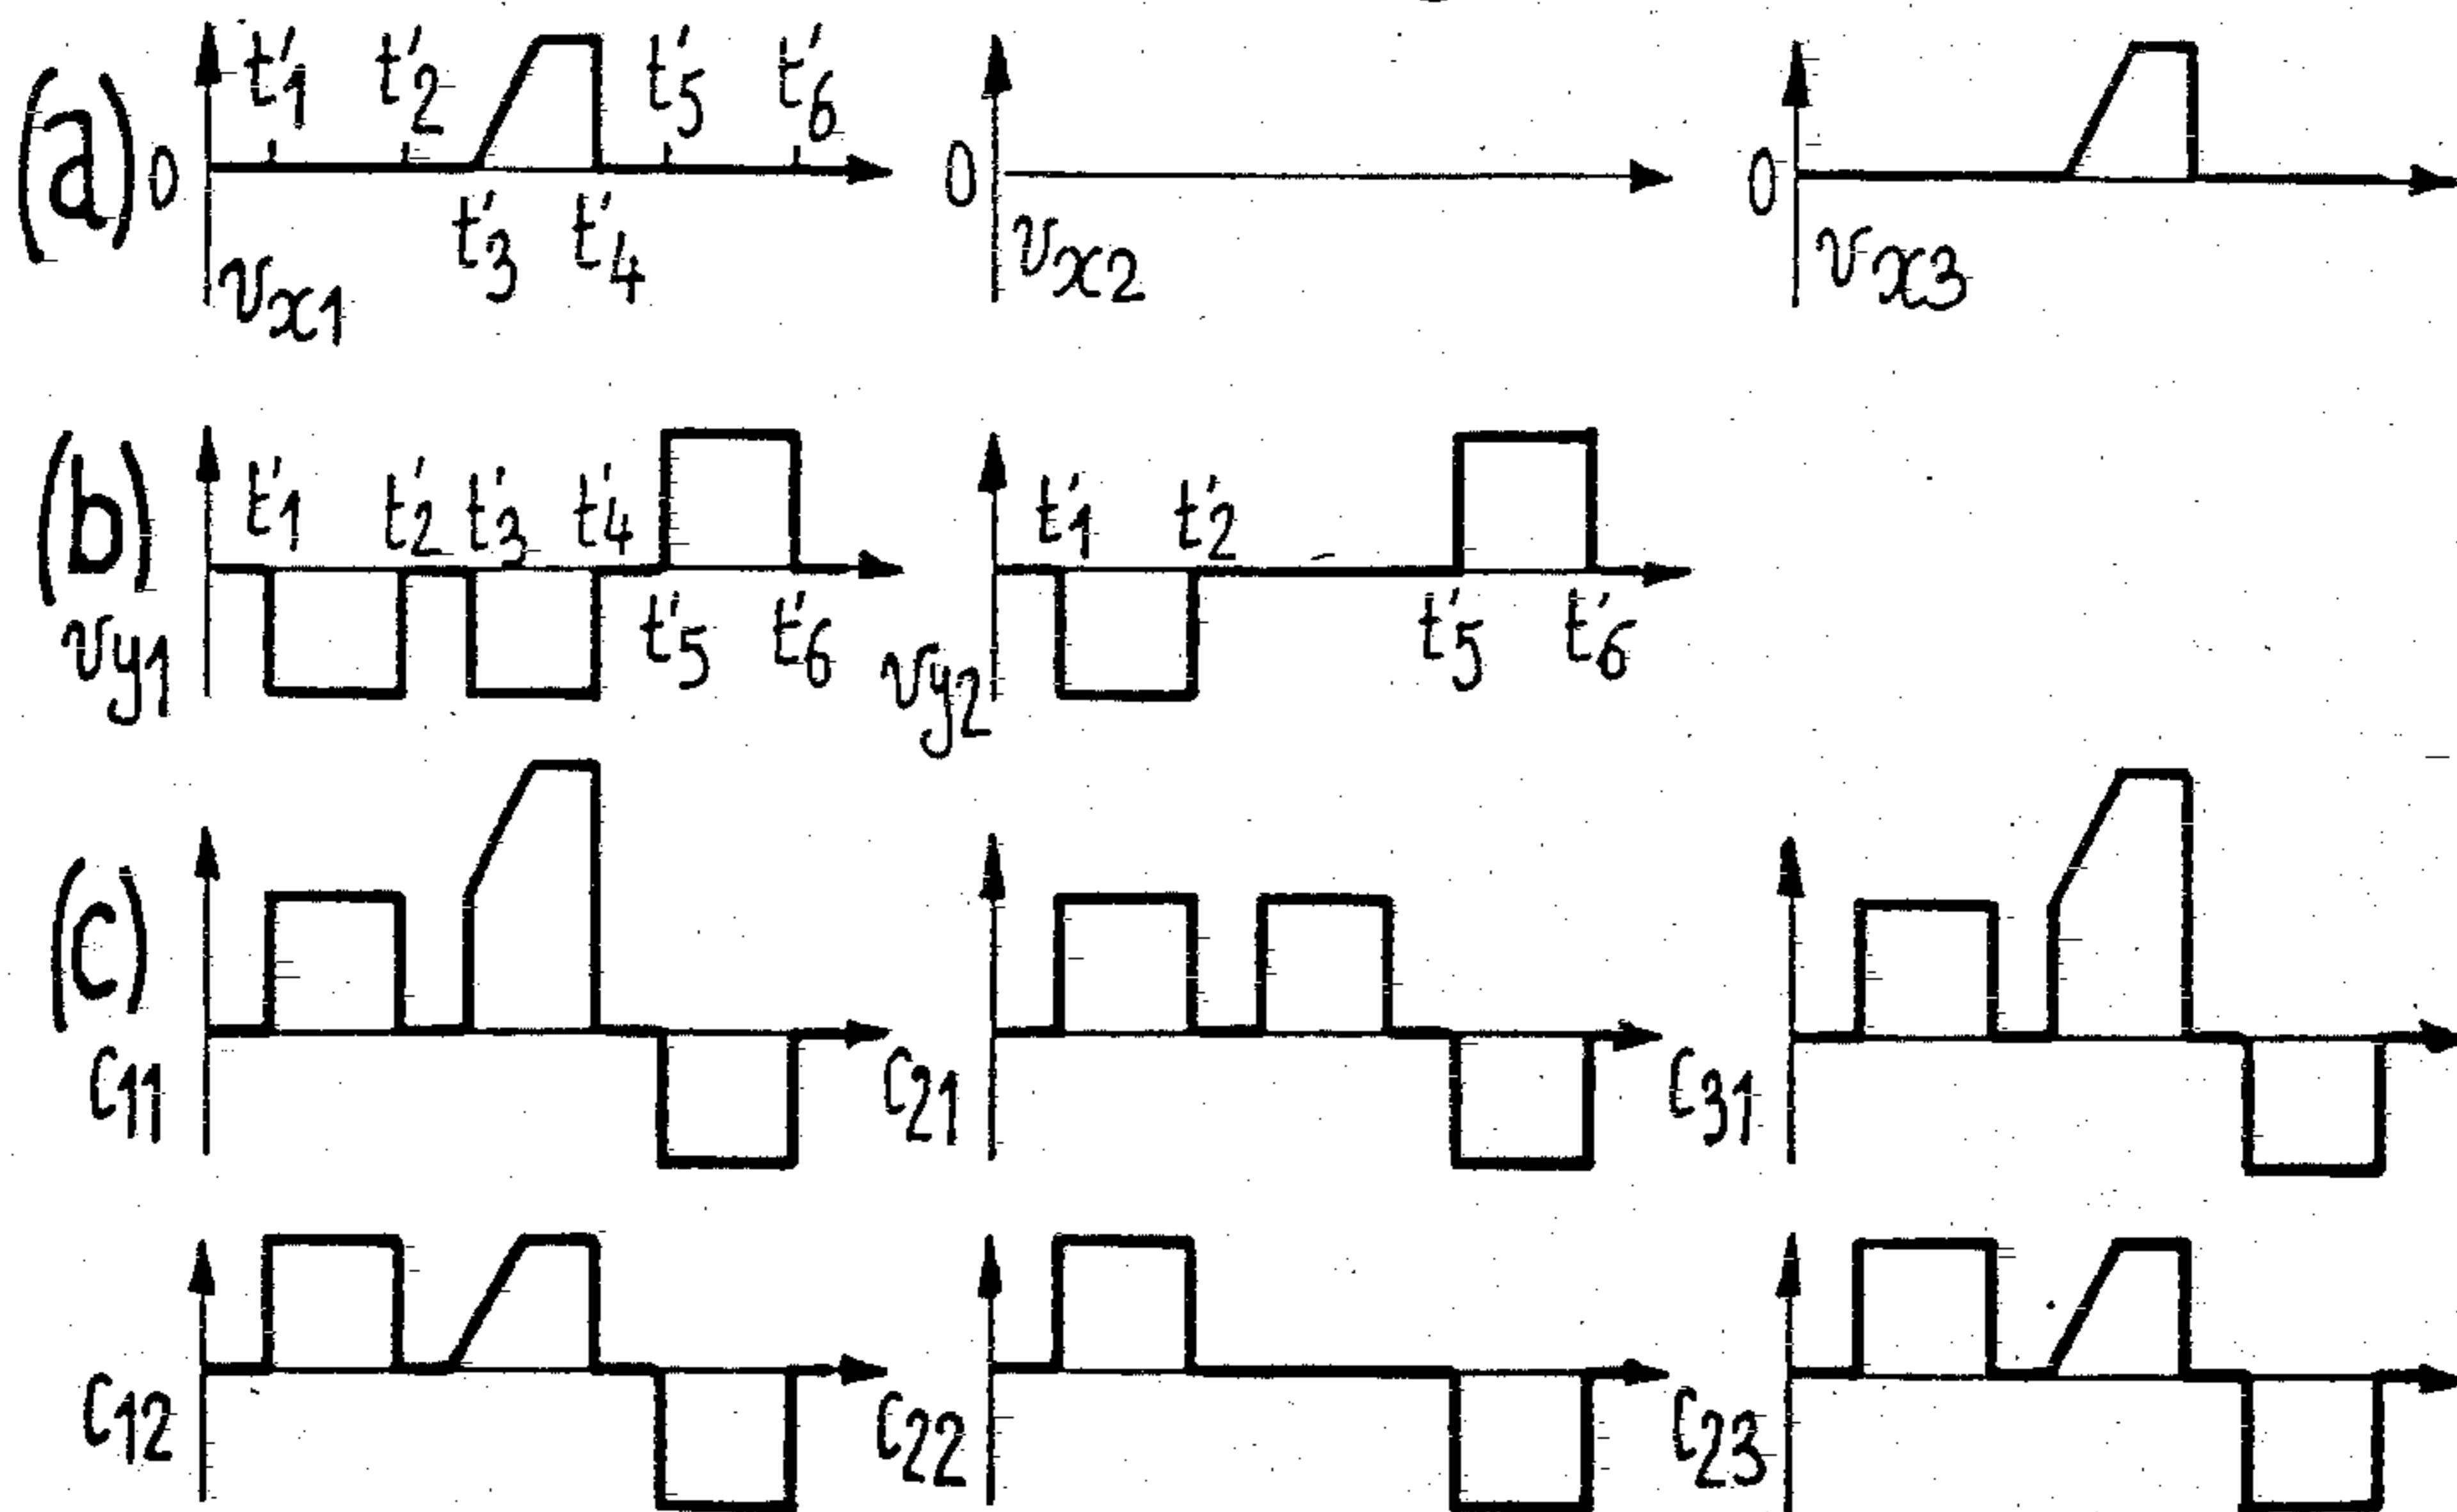 (a) 0 t'1 t'2 t'3 t'4 t'5 t'6 0 0
vx1 vx2 vx3
(b) t'1 t'2 t'3 t'4 t'5 t'6 t'1 t'2 t'5 t'6
vy1 vy2
(c)
c11 c21 c31
c12 c22 c23